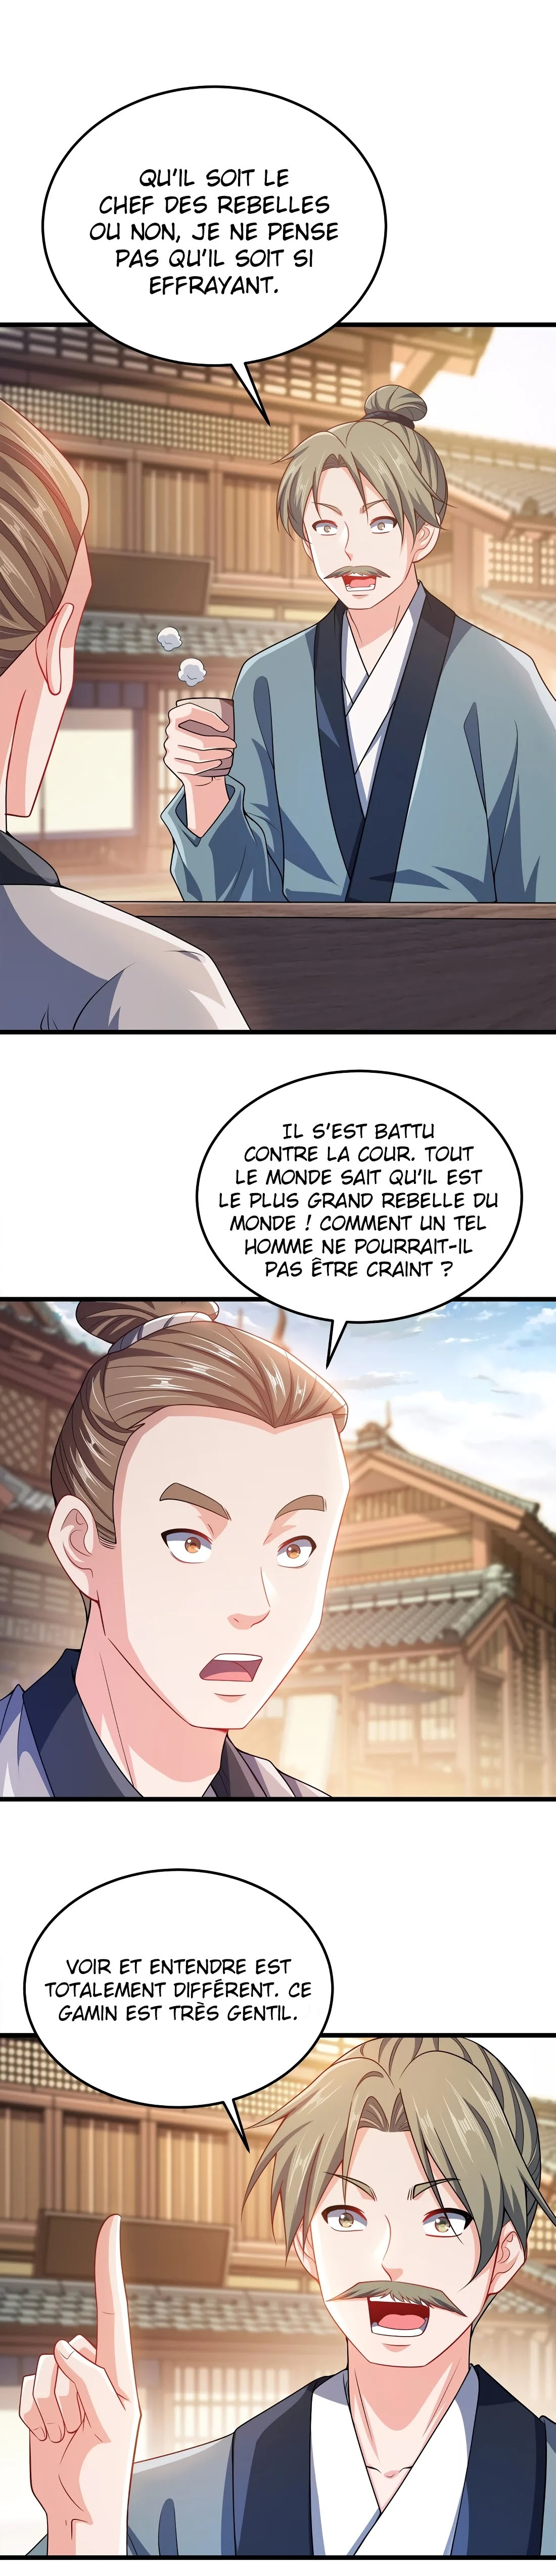 QU'IL SOIT LE
CHEF DES REBELLES
OU NON, JE NE PENSE
PAS QU'IL SOIT SI
EFFRAYANT.
IL S'EST BATTU
CONTRE LA COUR. TOUT
LE MONDE SAIT QU'IL EST
LE PLUS GRAND REBELLE DU
MONDE ! COMMENT UN TEL
HOMME NE POURRAIT-IL
PAS ÊTRE CRAINT ?
VOIR ET ENTENDRE EST
TOTALEMENT DIFFÉRENT. CE
GAMIN EST TRÈS GENTIL.